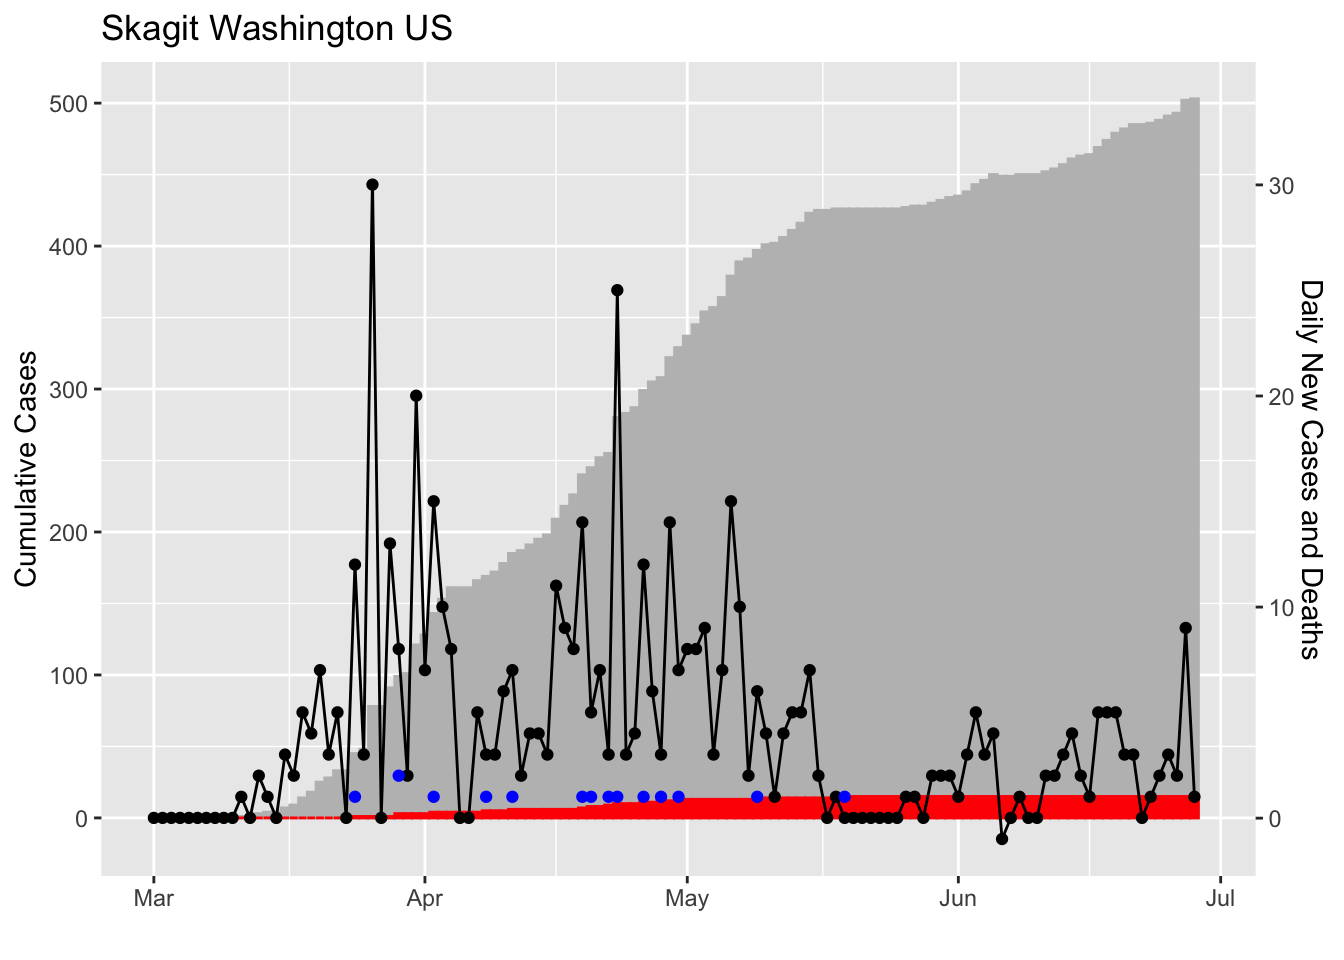 Skagit Washington US
Cumulative Cases
500
400
300
200
100
0
30
20
10
0
Daily New Cases and Deaths
Mar
Apr
May
Jun
Jul